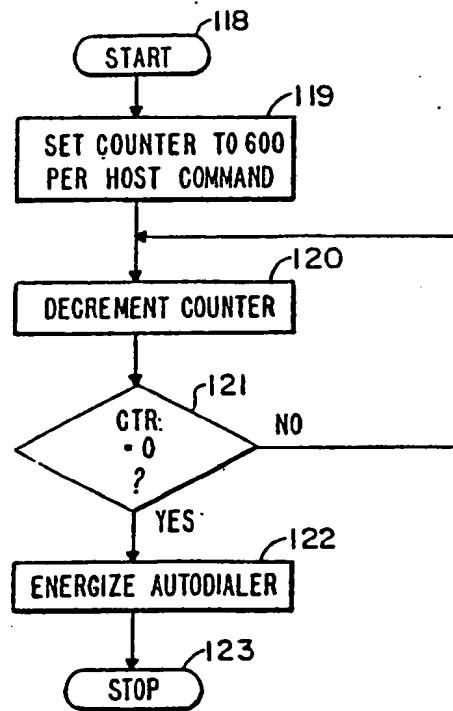 118
START
119
SET COUNTER TO 600
PER HOST COMMAND
120
DECREMENT COUNTER
121
CTR:
= 0
?
NO
YES
122
ENERGIZE AUTODIALER
123
STOP